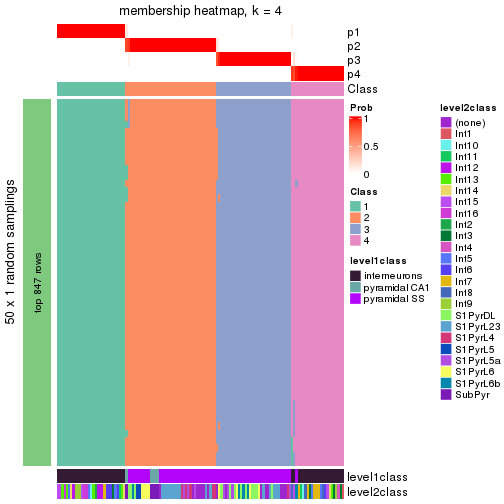 membership heatmap, k = 4
p1
p2
p3
p4
Class
50 x 1 random samplings
top 847 rows
Prob
1
0.5
0
Class
1
2
3
4
level1class
interneurons
pyramidal CA1
pyramidal SS
level2class
(none)
Int1
Int10
Int11
Int12
Int13
Int14
Int15
Int16
Int2
Int3
Int4
Int5
Int6
Int7
Int8
Int9
S1PyrDL
S1PyrL23
S1PyrL4
S1PyrL5
S1PyrL5a
S1PyrL6
S1PyrL6b
SubPyr
level1class
level2class